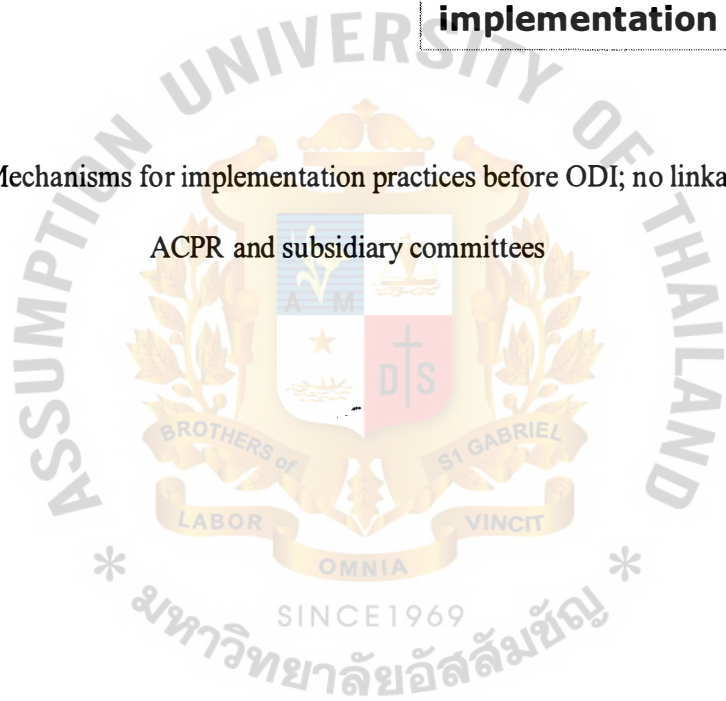 implementation
Mechanisms for implementation practices before ODI; no linka
ACPR and subsidiary committees
ASSUMPTION UNIVERSITY OF THAILAND
A M
D S
BROTHERS of ST GABRIEL
LABOR
VINCIT
OMNIA
SINCE1969
* มหาวิทยาลัยอัสสัมชัญ *